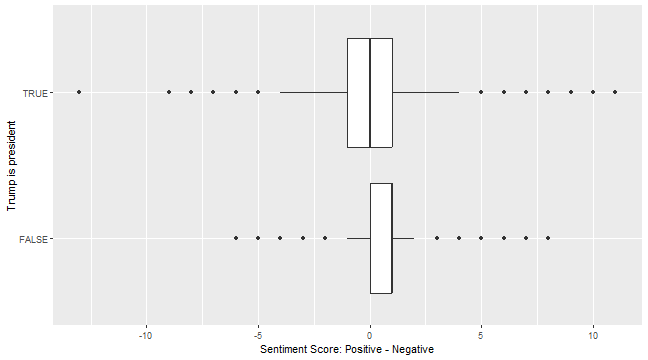 Trump is president
TRUE
FALSE
-10
-5
0
5
10
Sentiment Score: Positive - Negative